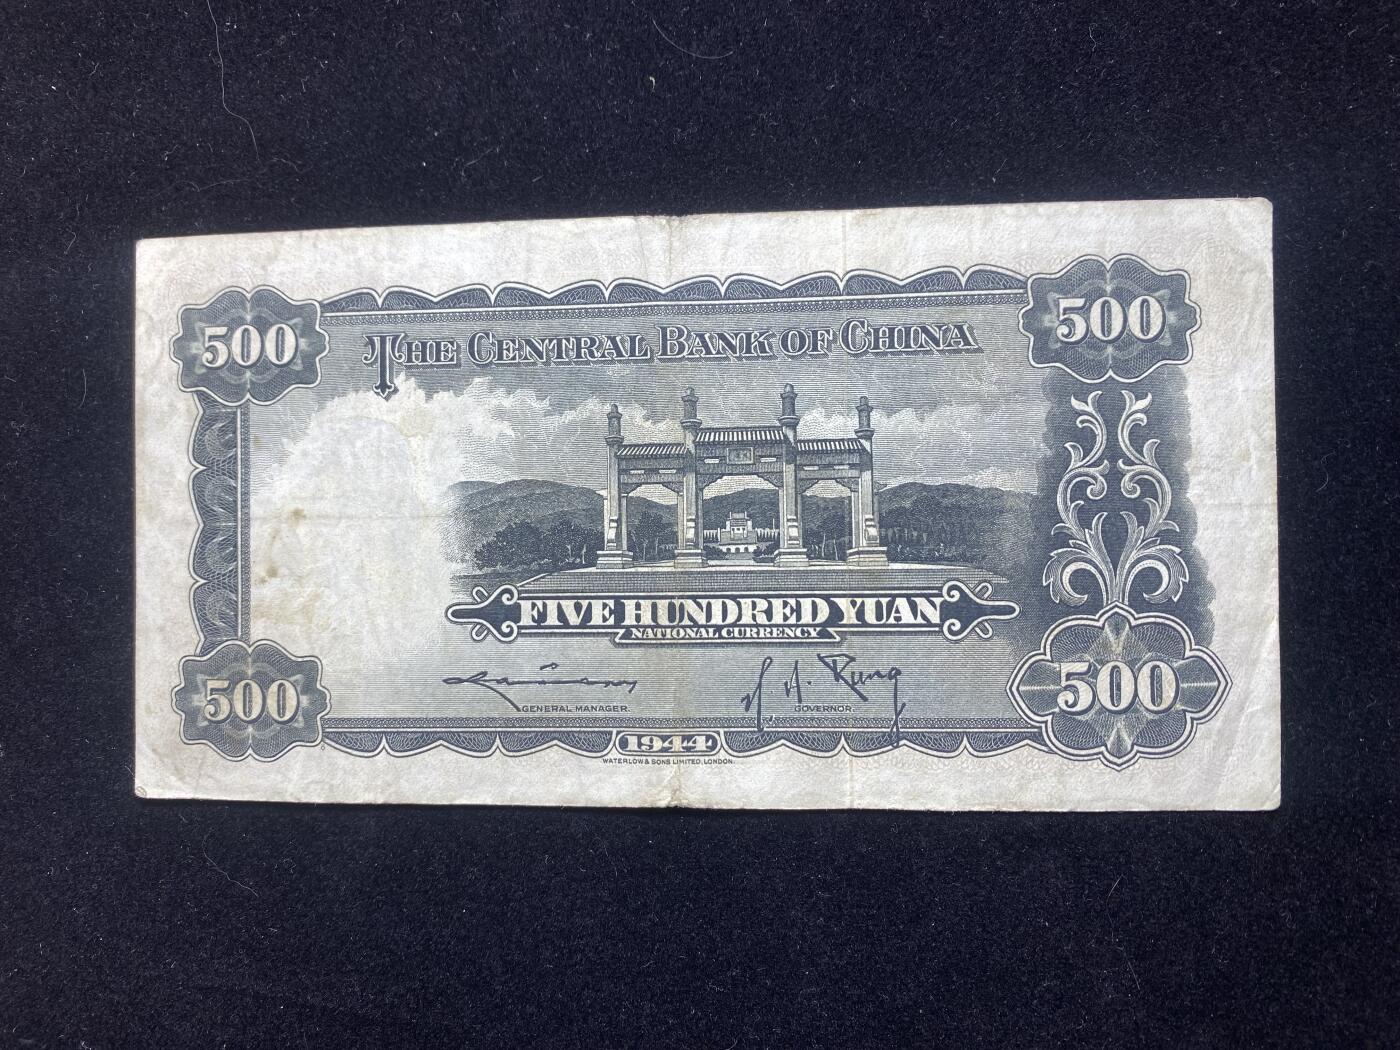 500
500
THE CENTRAL BANK OF CHINA
FIVE HUNDRED YUAN
NATIONAL CURRENCY
H. H. Kung
GENERAL MANAGER.
GOVERNOR.
500
500
1944
WATERLOW & SONS LIMITED, LONDON.